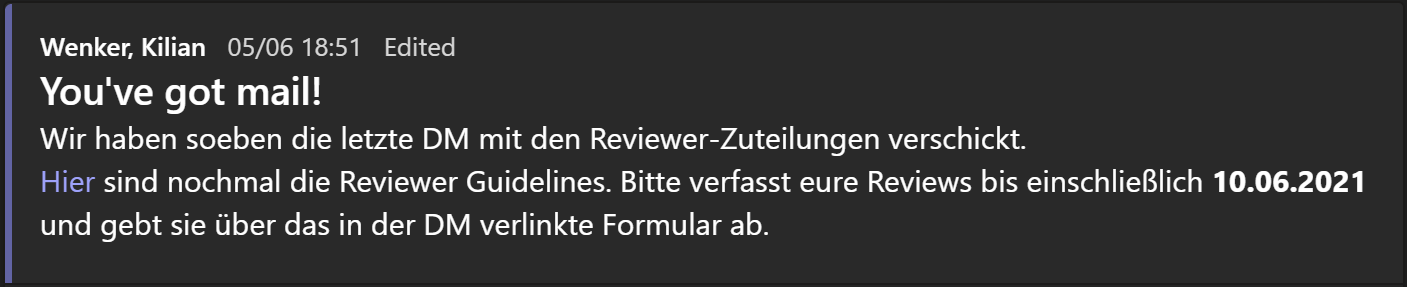 Wenker, Kilian 05/06 18:51 Edited
You've got mail!
Wir haben soeben die letzte DM mit den Reviewer-Zuteilungen verschickt.
Hier sind nochmal die Reviewer Guidelines. Bitte verfasst eure Reviews bis einschließlich 10.06.2021
und gebt sie über das in der DM verlinkte Formular ab.